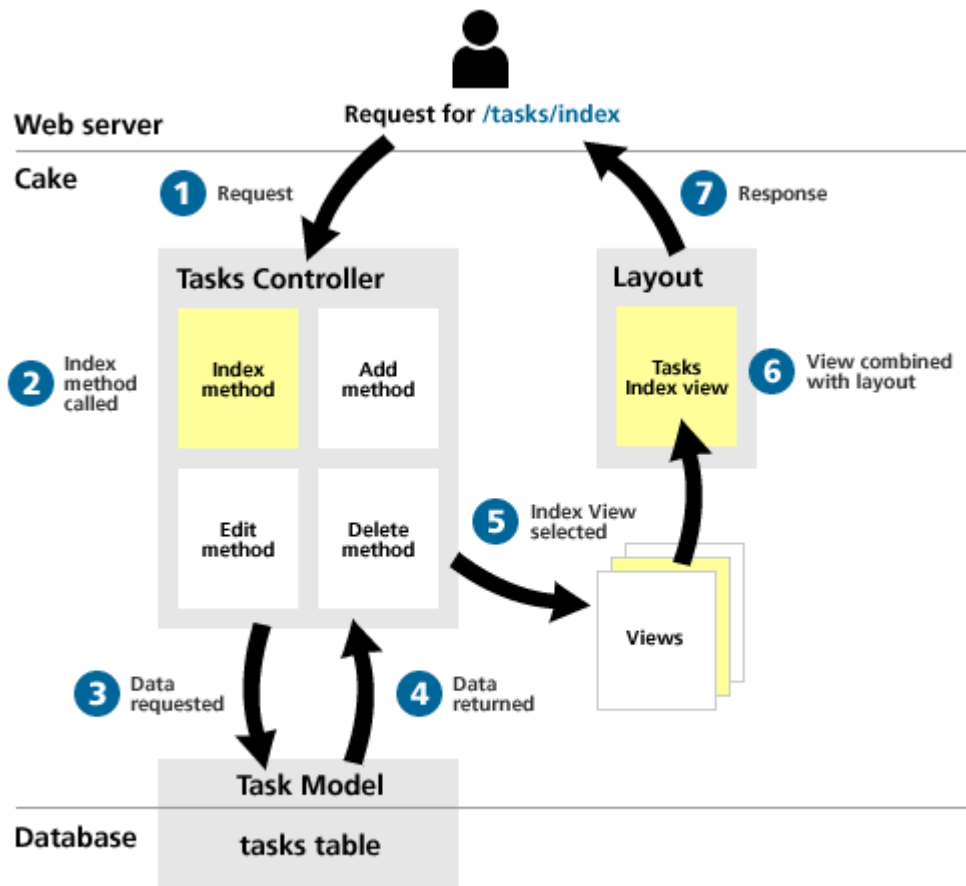 Request for /tasks/index
Web server
Cake
1 Request
7 Response
Tasks Controller
Layout
2 Index
method
called
Index
method
Add
method
Tasks
Index view
6 View combined
with layout
Edit
method
Delete
method
5 Index View
selected
Views
3 Data
requested
4 Data
returned
Task Model
Database
tasks table